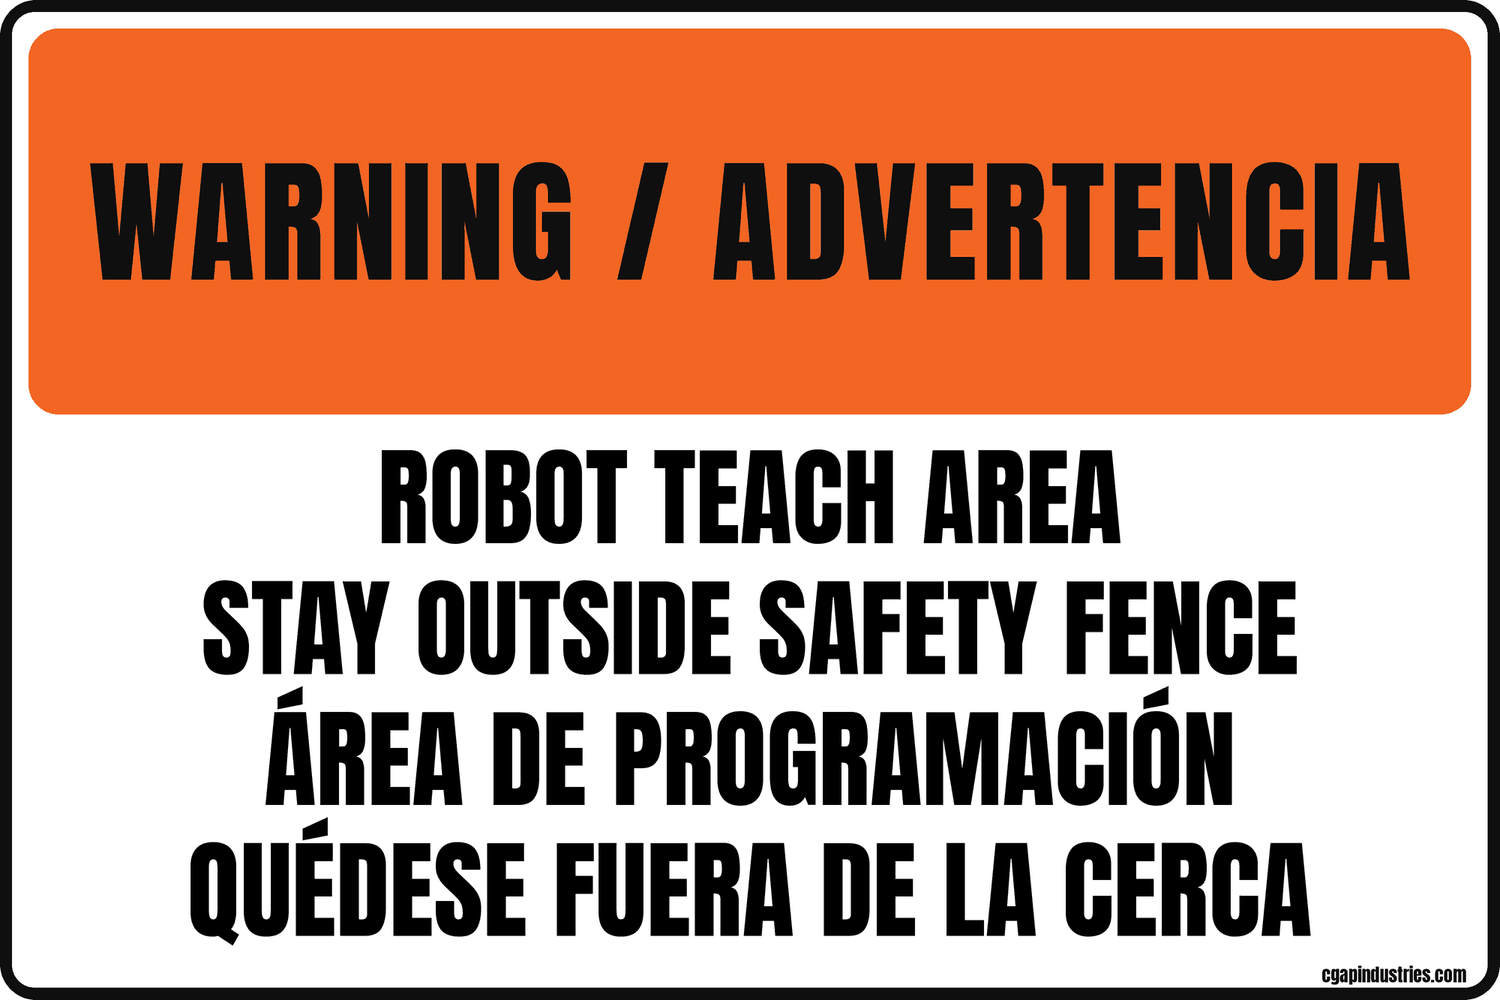 WARNING / ADVERTENCIA
ROBOT TEACH AREA
STAY OUTSIDE SAFETY FENCE
ÁREA DE PROGRAMACIÓN
QUÉDESE FUERA DE LA CERCA
cgapindustries.com